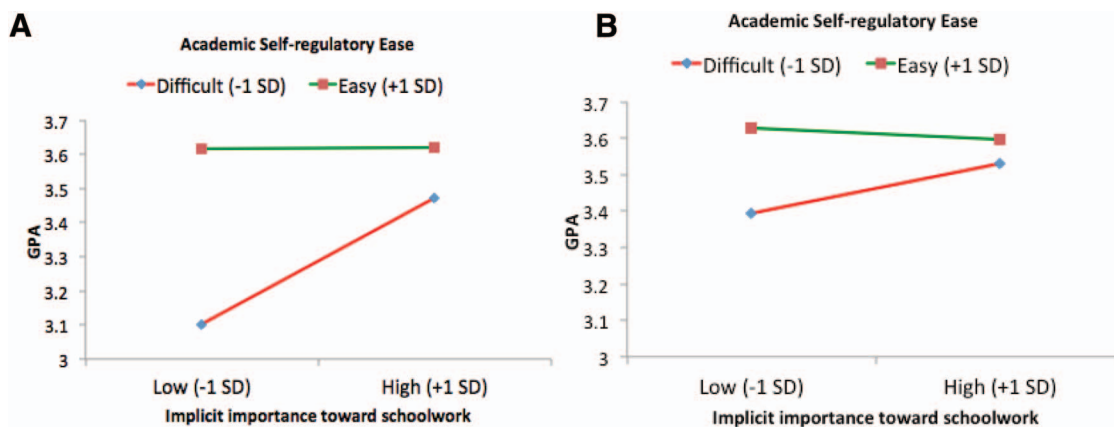 A
Academic Self-regulatory Ease
Difficult (-1 SD) Easy (+1 SD)
3.7
3.6
3.5
3.4
3.3
3.2
3.1
3
GPA
Low (-1 SD) High (+1 SD)
Implicit importance toward schoolwork
B
Academic Self-regulatory Ease
Difficult (-1 SD) Easy (+1 SD)
3.7
3.6
3.5
3.4
3.3
3.2
3.1
3
GPA
Low (-1 SD) High (+1 SD)
Implicit importance toward schoolwork